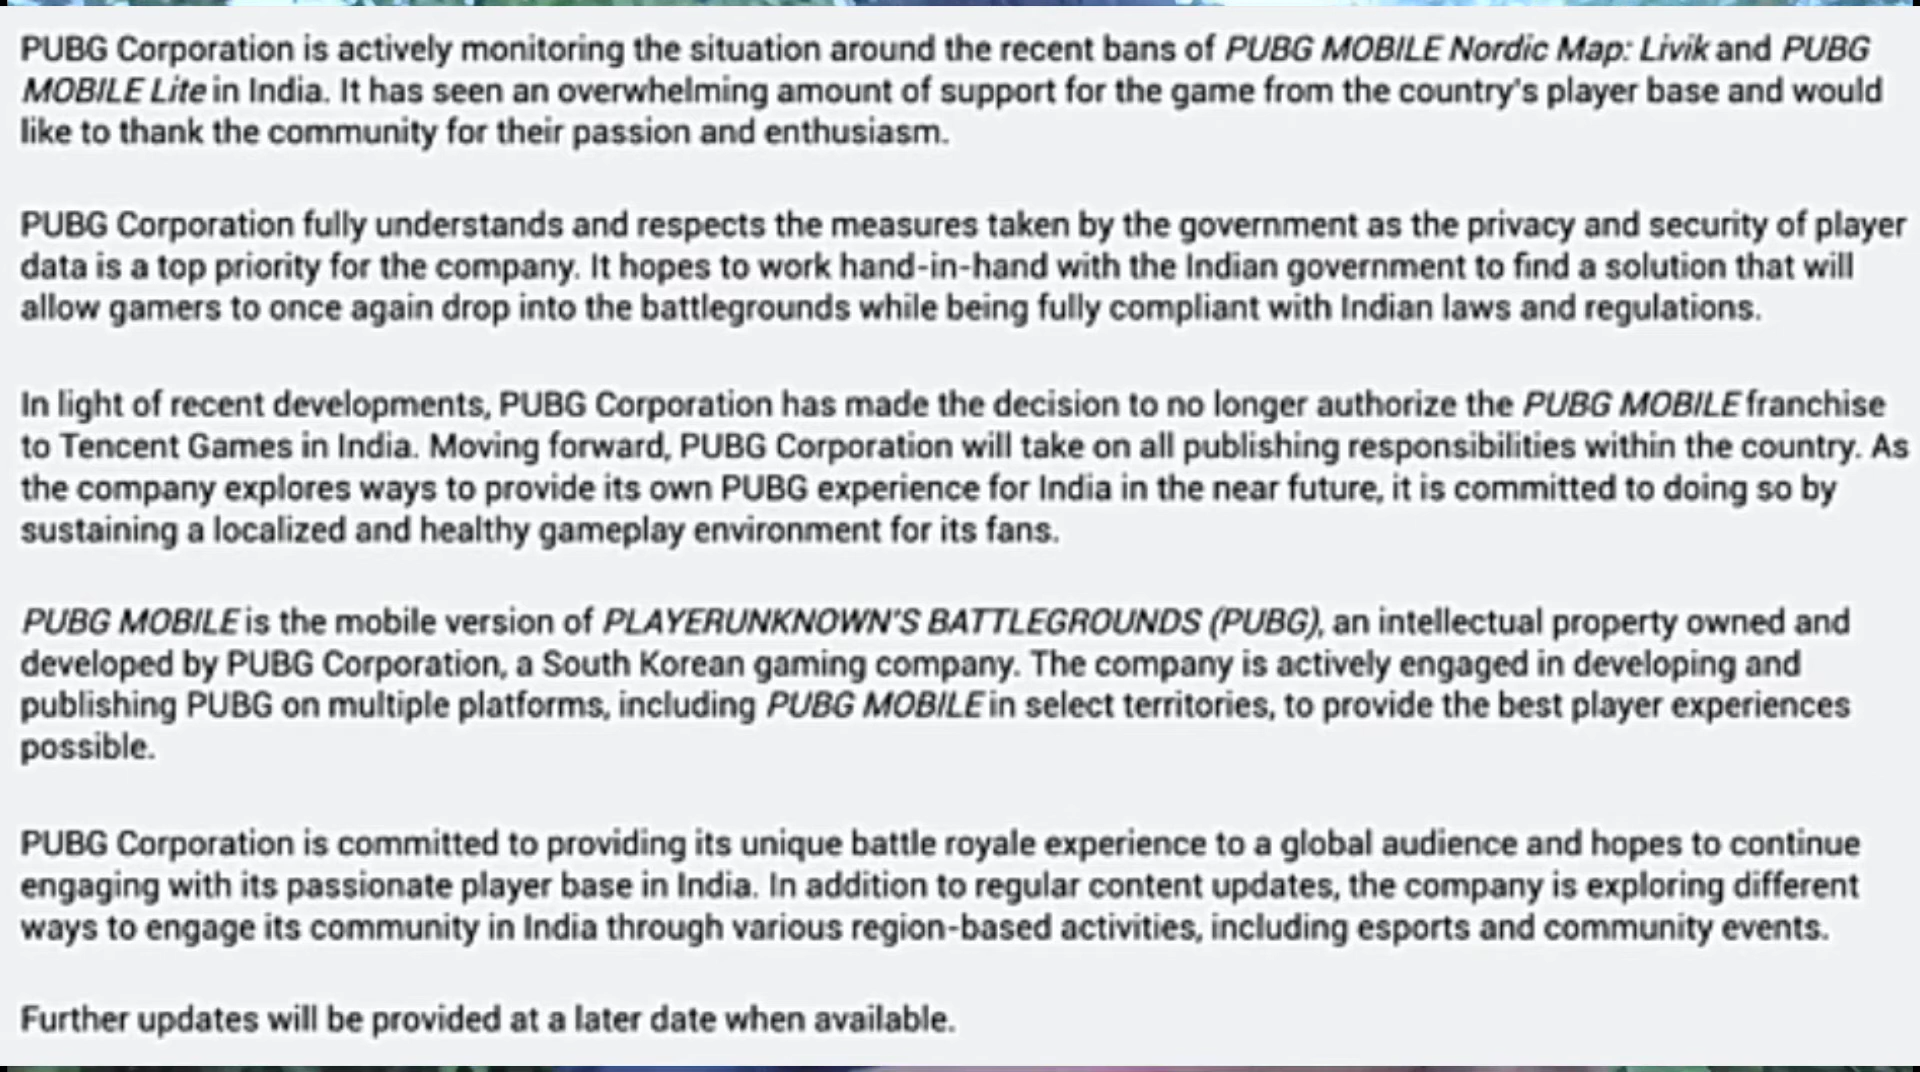 PUBG Corporation is actively monitoring the situation around the recent bans of PUBG MOBILE Nordic Map: Livik and PUBG
MOBILE Lite in India. It has seen an overwhelming amount of support for the game from the country's player base and would
like to thank the community for their passion and enthusiasm.
PUBG Corporation fully understands and respects the measures taken by the government as the privacy and security of player
data is a top priority for the company. It hopes to work hand-in-hand with the Indian government to find a solution that will
allow gamers to once again drop into the battlegrounds while being fully compliant with Indian laws and regulations.
In light of recent developments, PUBG Corporation has made the decision to no longer authorize the PUBG MOBILE franchise
to Tencent Games in India. Moving forward, PUBG Corporation will take on all publishing responsibilities within the country. As
the company explores ways to provide its own PUBG experience for India in the near future, it is committed to doing so by
sustaining a localized and healthy gameplay environment for its fans.
PUBG MOBILE is the mobile version of PLAYERUNKNOWN'S BATTLEGROUNDS (PUBG), an intellectual property owned and
developed by PUBG Corporation, a South Korean gaming company. The company is actively engaged in developing and
publishing PUBG on multiple platforms, including PUBG MOBILE in select territories, to provide the best player experiences
possible.
PUBG Corporation is committed to providing its unique battle royale experience to a global audience and hopes to continue
engaging with its passionate player base in India. In addition to regular content updates, the company is exploring different
ways to engage its community in India through various region-based activities, including esports and community events.
Further updates will be provided at a later date when available.